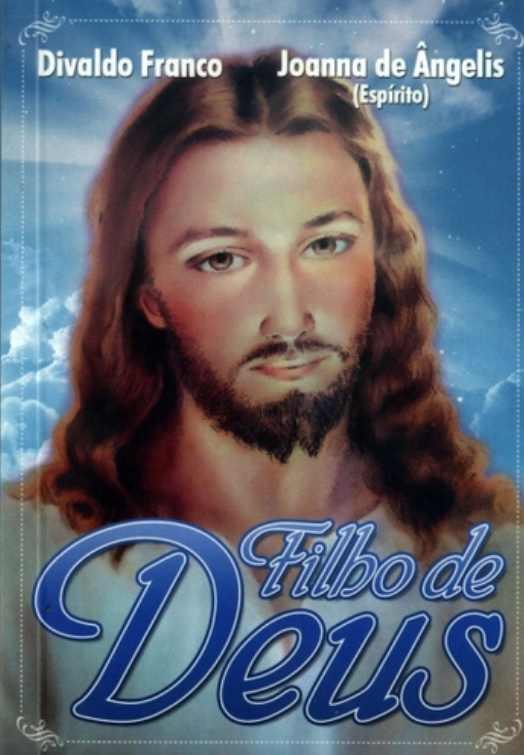 Divaldo Franco
Joanna de Ângelis
(Espírito)
Filho de
Deus